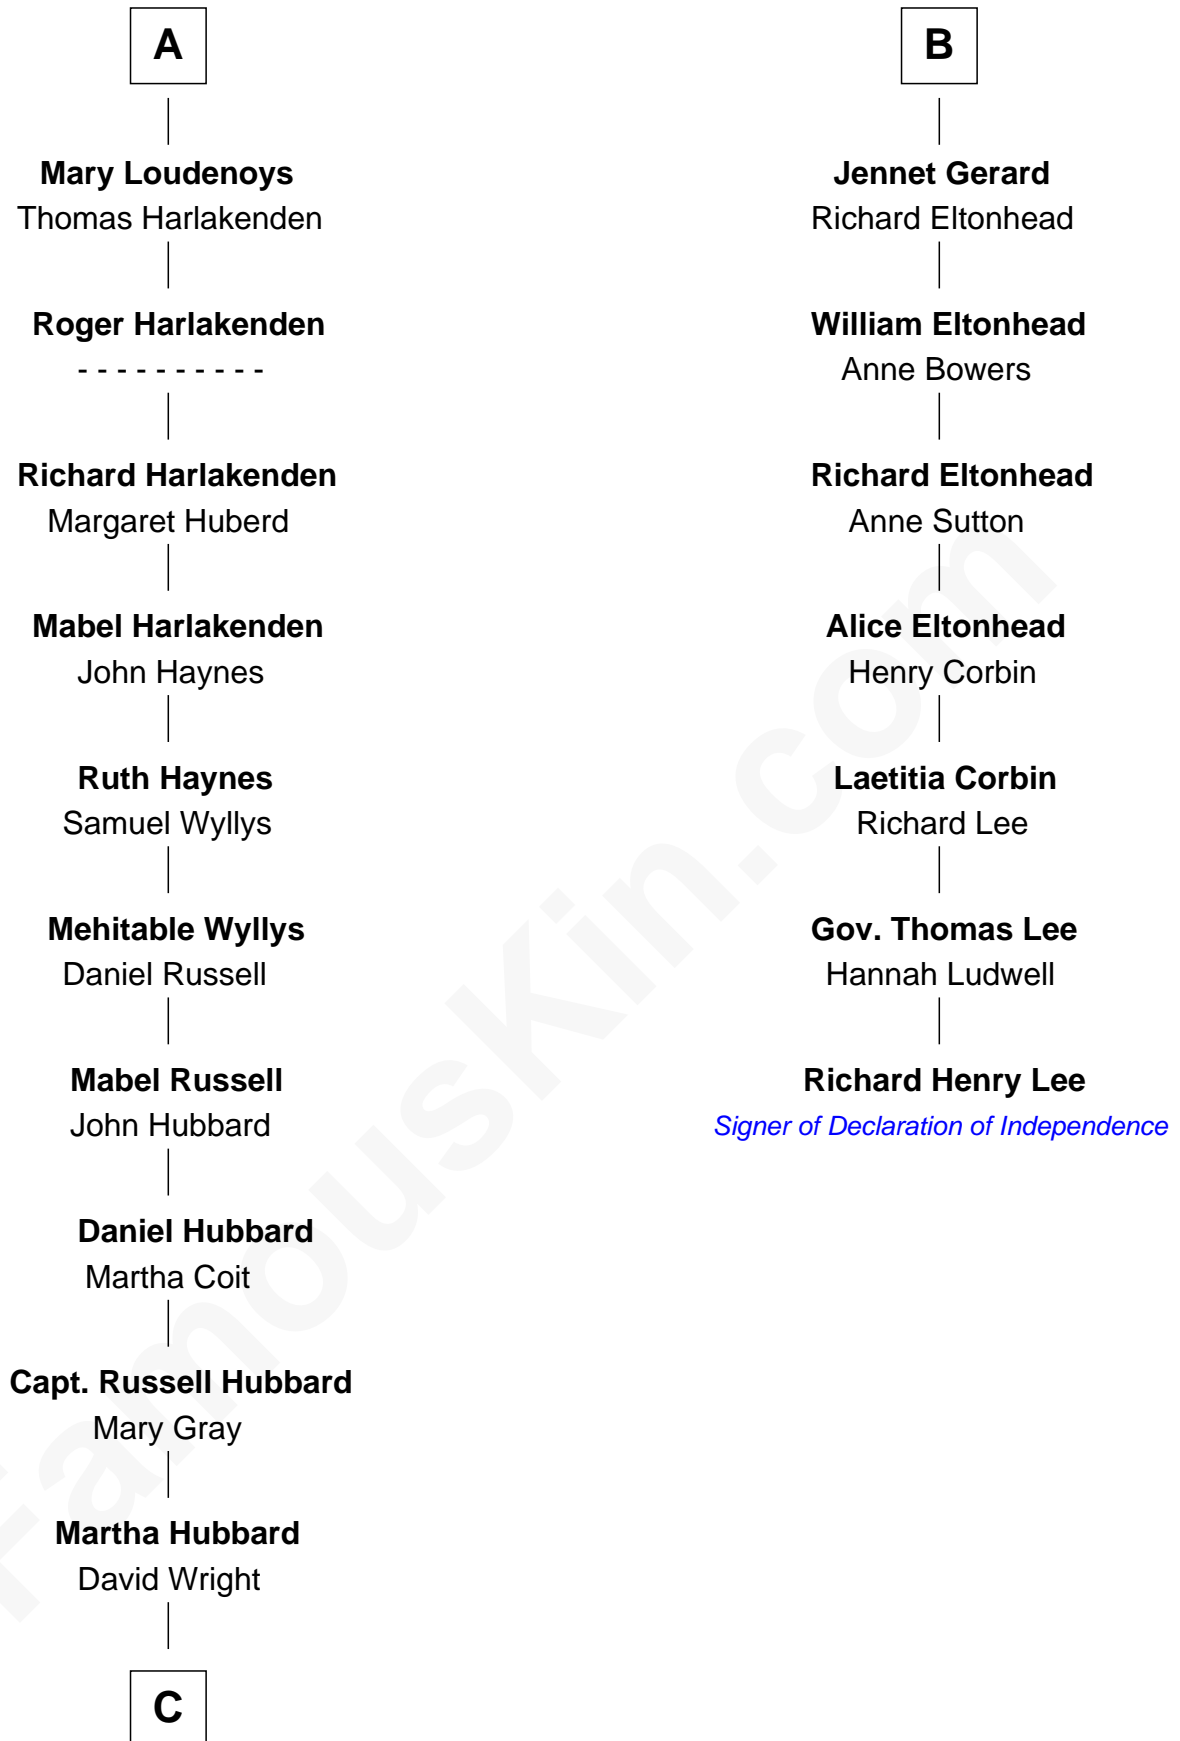 A
Mary Loudenoys
Thomas Harlakenden
Roger Harlakenden
- - - - - - - - - -
Richard Harlakenden
Margaret Huberd
Mabel Harlakenden
John Haynes
Ruth Haynes
Samuel Wyllys
Mehitable Wyllys
Daniel Russell
Mabel Russell
John Hubbard
Daniel Hubbard
Martha Coit
Capt. Russell Hubbard
Mary Gray
Martha Hubbard
David Wright
C
B
Jennet Gerard
Richard Eltonhead
William Eltonhead
Anne Bowers
Richard Eltonhead
Anne Sutton
Alice Eltonhead
Henry Corbin
Laetitia Corbin
Richard Lee
Gov. Thomas Lee
Hannah Ludwell
Richard Henry Lee
Signer of Declaration of Independence
FamousKin.com